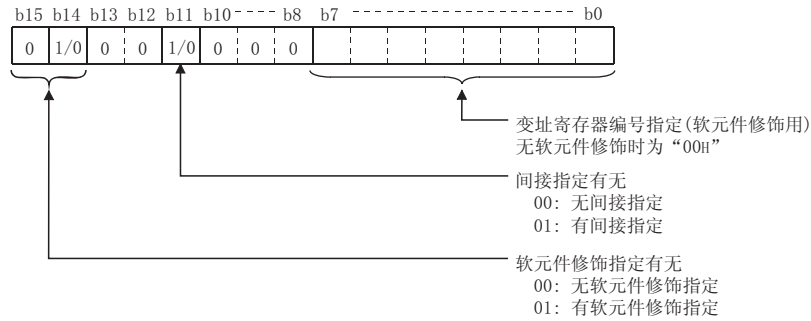 b15 b14 b13 b12 b11 b10 b8 b7 b0
0 1/0 0 0 1/0 0 0 0
变址寄存器编号指定(软元件修饰用)
无软元件修饰时为“00H”
间接指定有无
00: 无间接指定
01: 有间接指定
软元件修饰指定有无
00: 无软元件修饰指定
01: 有软元件修饰指定